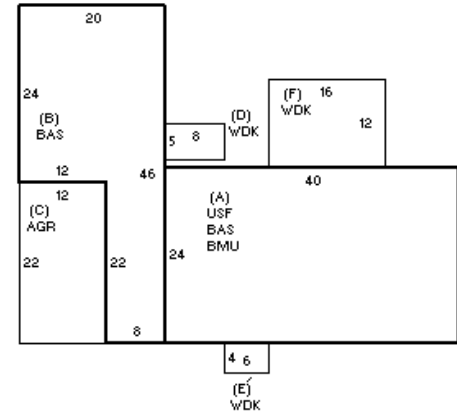 20
24
(B)
BAS
12
46
12
(C)
AGR
22
22
8
5
8
(D)
WDK
(F)
WDK
16
12
40
(A)
USF
BAS
BMU
24
4 6
(E)
WDK